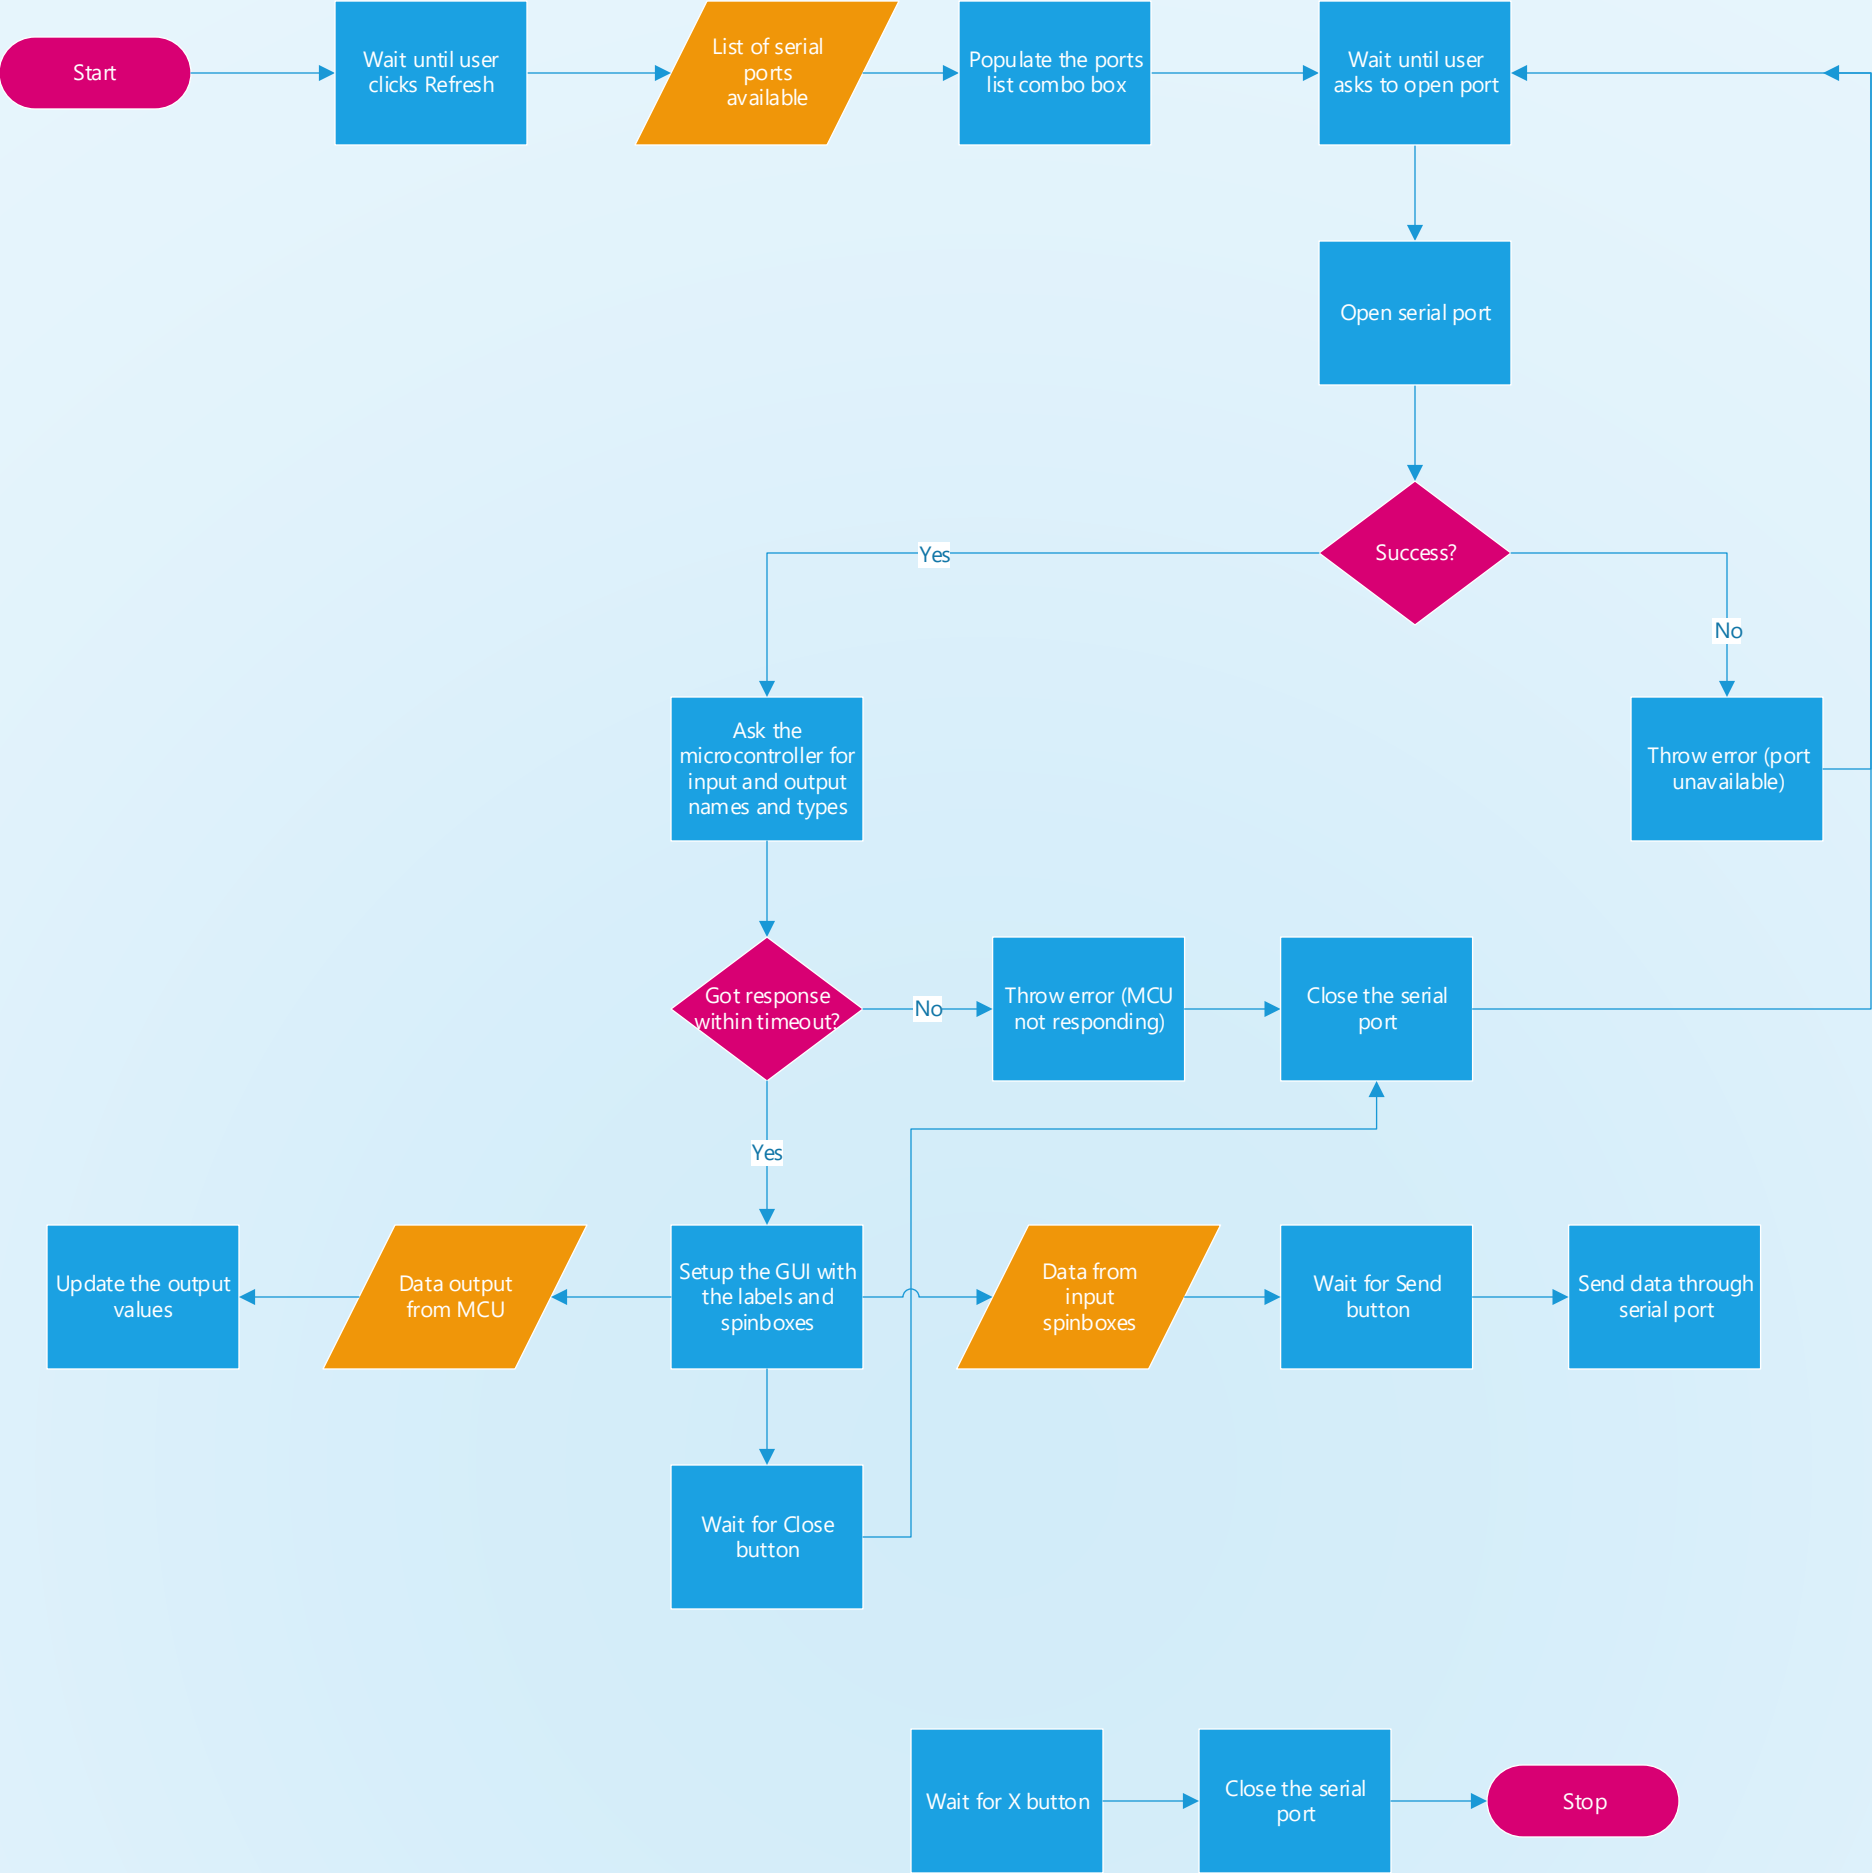 Start
Wait until user
clicks Refresh
List of serial
ports
available
Populate the ports
list combo box
Wait until user
asks to open port
Open serial port
Success?
Yes
No
Ask the
microcontroller for
input and output
names and types
Throw error (port
unavailable)
Got response
within timeout?
No
Throw error (MCU
not responding)
Close the serial
port
Yes
Update the output
values
Data output
from MCU
Setup the GUI with
the labels and
spinboxes
Data from
input
spinboxes
Wait for Send
button
Send data through
serial port
Wait for Close
button
Wait for X button
Close the serial
port
Stop